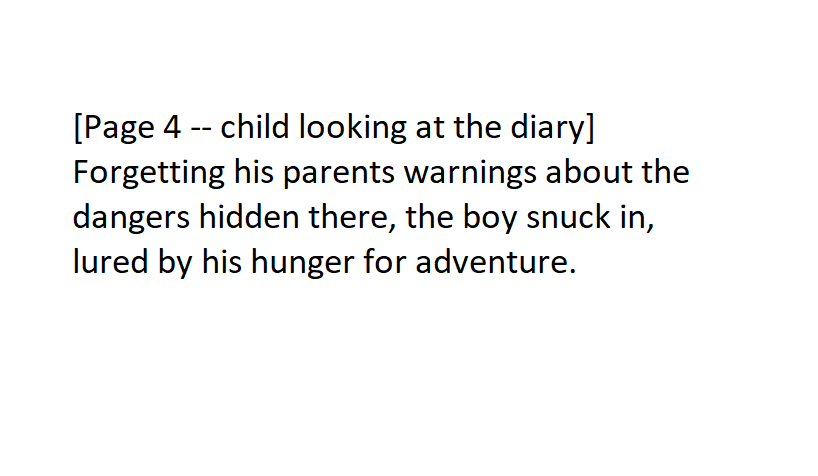 [Page 4 -- child looking at the diary]
Forgetting his parents warnings about the
dangers hidden there, the boy snuck in,
lured by his hunger for adventure.